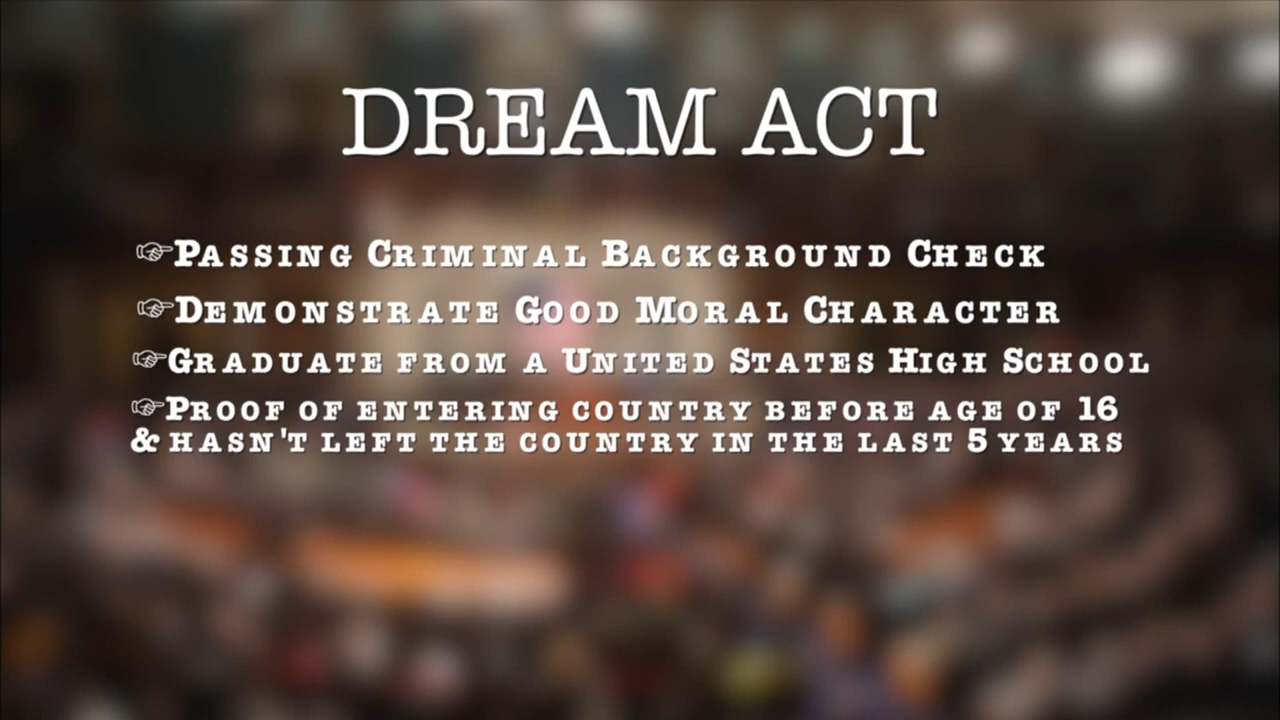 DREAM ACT
☞Passing Criminal Background Check
☞Demonstrate Good Moral Character
☞Graduate from a United States High School
☞Proof of entering country before age of 16
& hasn't left the country in the last 5 years